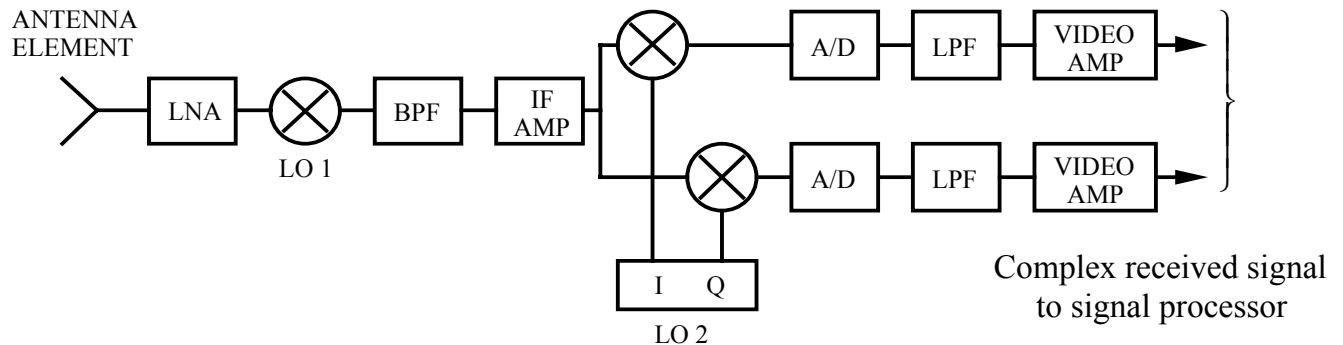 ANTENNA
ELEMENT
LNA
LO 1
BPF
IF
AMP
A/D
LPF
VIDEO
AMP
A/D
LPF
VIDEO
AMP
I Q
LO 2
Complex received signal
to signal processor